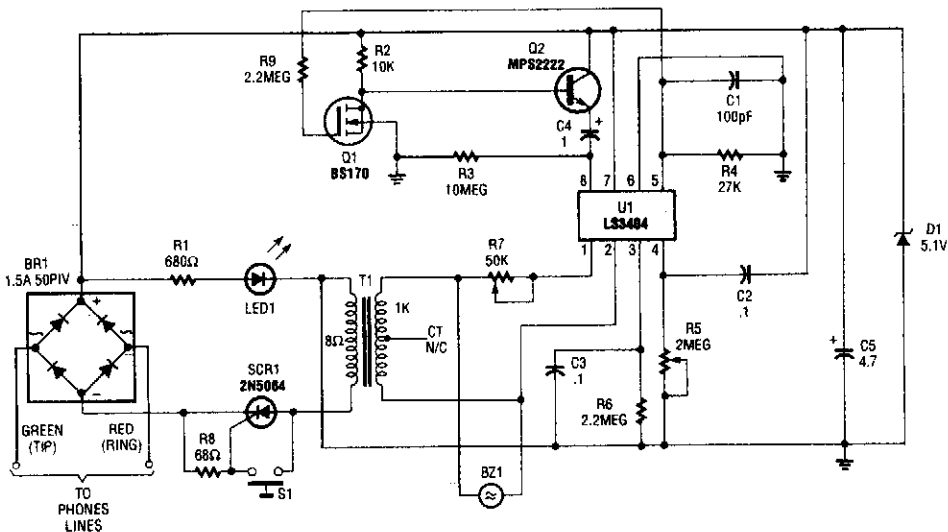 R9
2.2MEG
R2
10K
Q2
MPS2222
C4
1
+
C1
100pF
Q1
BS170
R3
10MEG
R4
27K
8
7
6
5
U1
LS3404
1
2
3
4
D1
5.1V
BR1
1.5A 50PIV
R1
680Ω
LED1
R7
50K
T1
1K
8Ω
CT
N/C
C2
.1
R5
2MEG
+
C5
4.7
+
-
SCR1
2N5064
C3
.1
R6
2.2MEG
GREEN
(TIP)
RED
(RING)
R8
68Ω
S1
BZ1
TO
PHONES
LINES